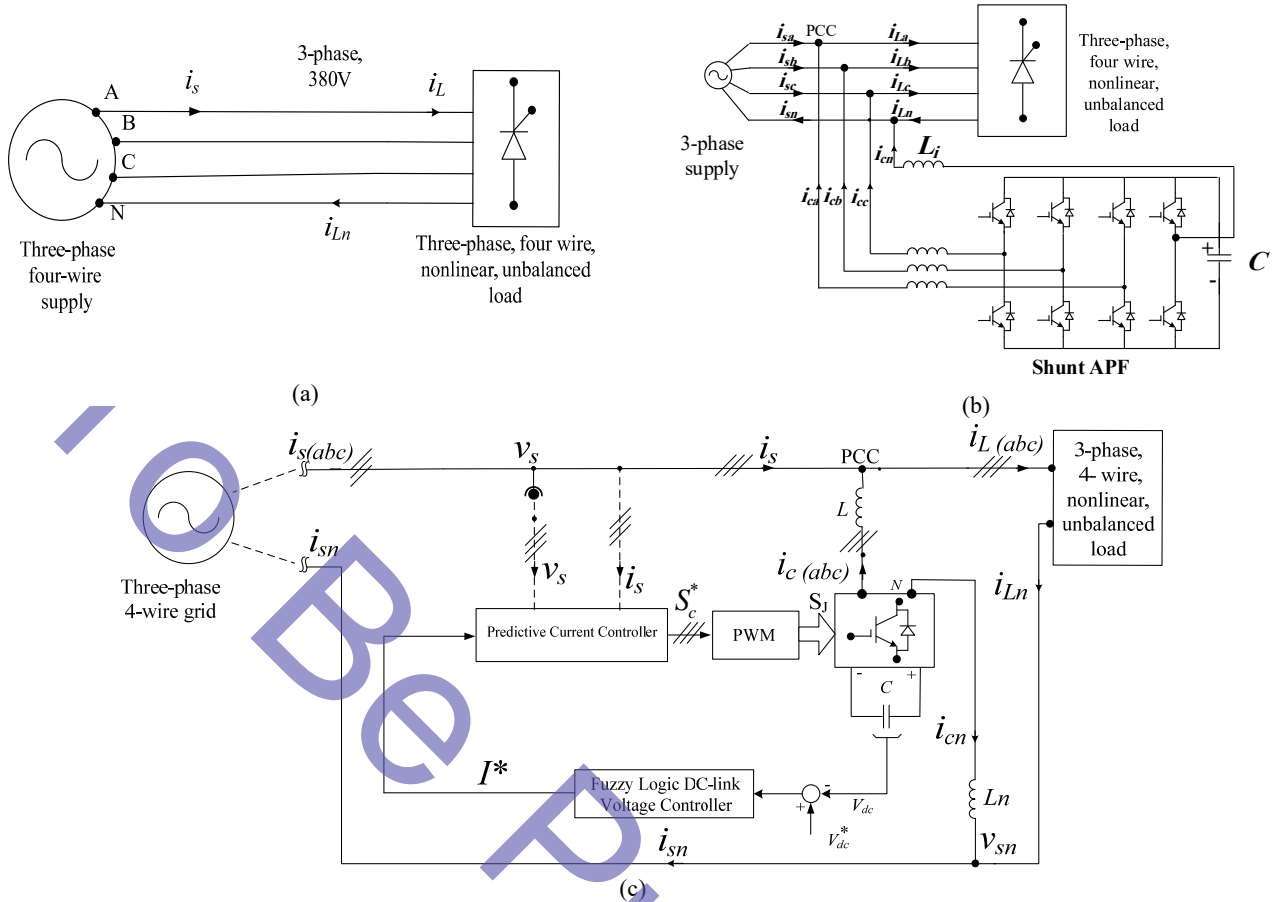 3-phase,
380V
i_s
i_L
A
B
C
N
i_Ln
Three-phase
four-wire
supply
Three-phase, four wire,
nonlinear, unbalanced
load
(a)
PCC
i_sa
i_La
i_sb
i_Lb
i_sc
i_Lc
i_sn
i_Ln
3-phase
supply
Three-phase,
four wire,
nonlinear,
unbalanced
load
i_cn
L_i
i_ca
i_cb
i_cc
+
-
C
Shunt APF
(b)
i_s(abc)
v_s
i_s
PCC
i_L (abc)
3-phase,
4- wire,
nonlinear,
unbalanced
load
L
i_sn
Three-phase
4-wire grid
v_s
i_s
i_c (abc)
N
i_Ln
Predictive Current Controller
S_c^*
PWM
S_J
-
+
C
i_cn
I*
Fuzzy Logic DC-link
Voltage Controller
-
+
V_dc
V_dc^*
Ln
v_sn
i_sn
(c)
To Be P